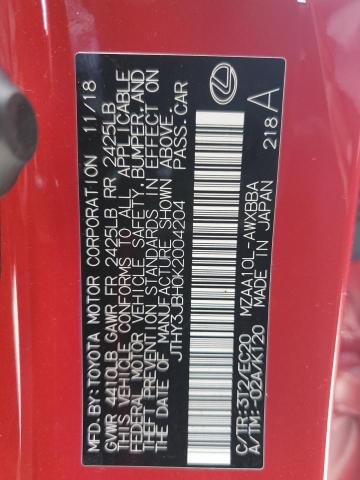 MFD.BY: TOYOTA MOTOR CORPORATION 11/18
GVWR 4410LB GAWR FR 2425LB RR 2425LB
THIS VEHICLE CONFORMS TO ALL APPLICABLE
FEDERAL MOTOR VEHICLE SAFETY, BUMPER, AND
THEFT PREVENTION STANDARDS IN EFFECT ON
THE DATE OF MANUFACTURE SHOWN ABOVE.
JTHY3JBH0K2004204 PASS.CAR
C/TR:3T2/EC20 MZAA10L-AWXBBA
A/TM:-02A/KT20 MADE IN JAPAN 218A